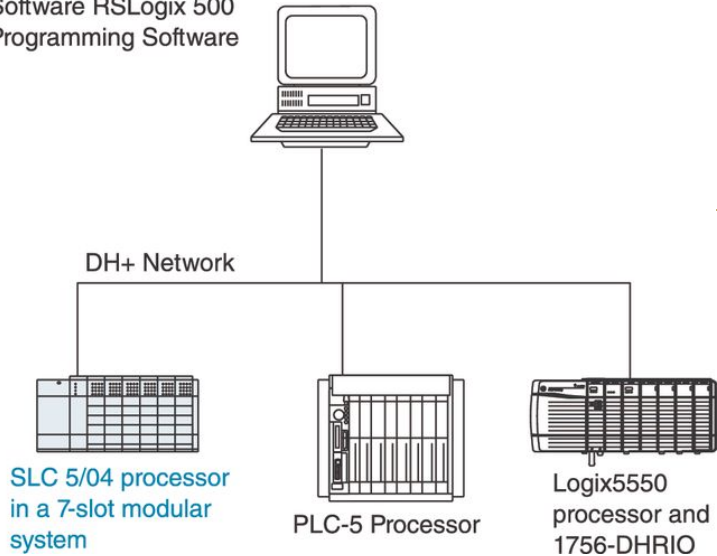 Software RSLogix 500
Programming Software
DH+ Network
SLC 5/04 processor
in a 7-slot modular
system
PLC-5 Processor
Logix5550
processor and
1756-DHRIO